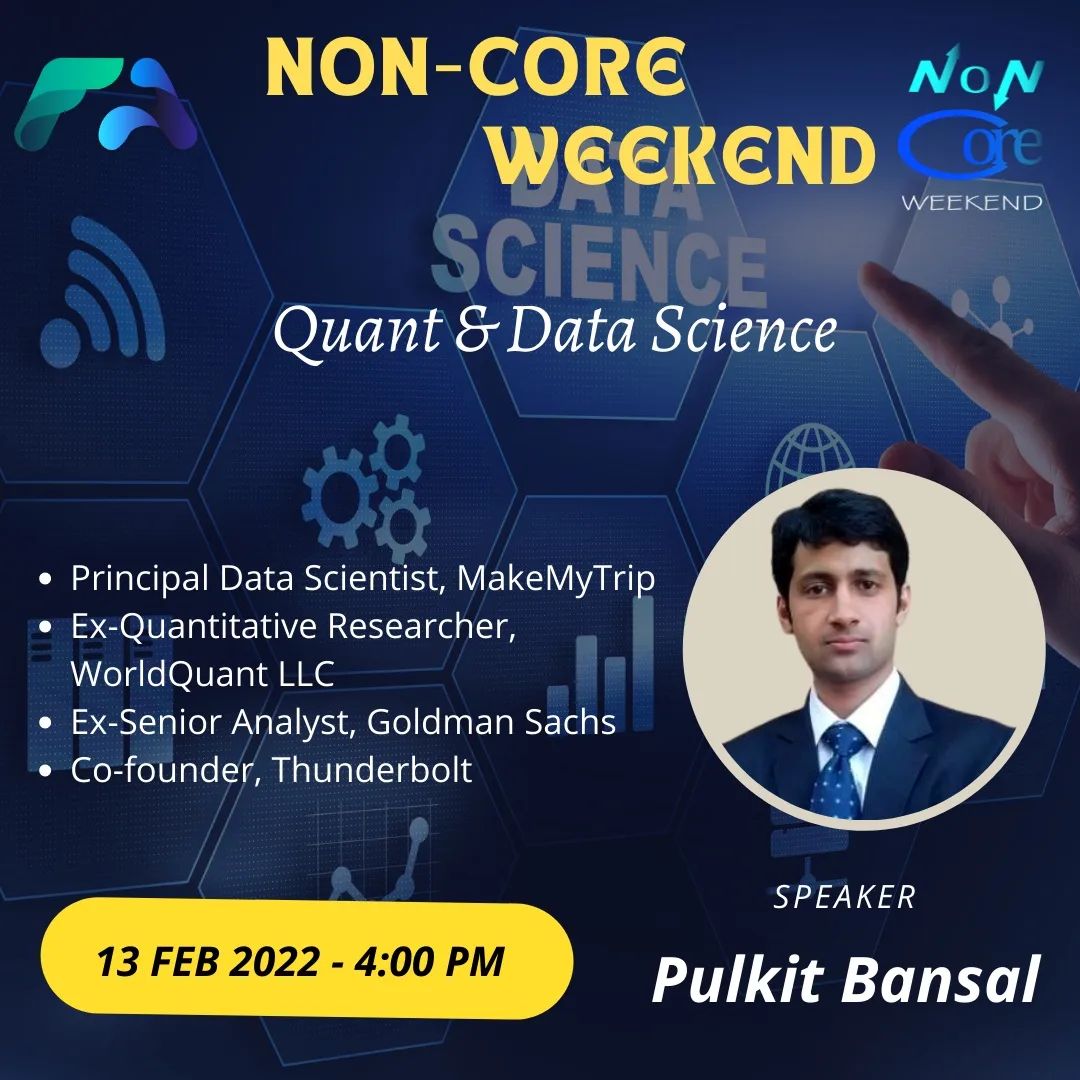 NON-CORE
WEEKEND
NoN
Core
WEEKEND
DATA
SCIENCE
Quant & Data Science
• Principal Data Scientist, MakeMyTrip
• Ex-Quantitative Researcher,
WorldQuant LLC
• Ex-Senior Analyst, Goldman Sachs
• Co-founder, Thunderbolt
SPEAKER
13 FEB 2022 - 4:00 PM
Pulkit Bansal